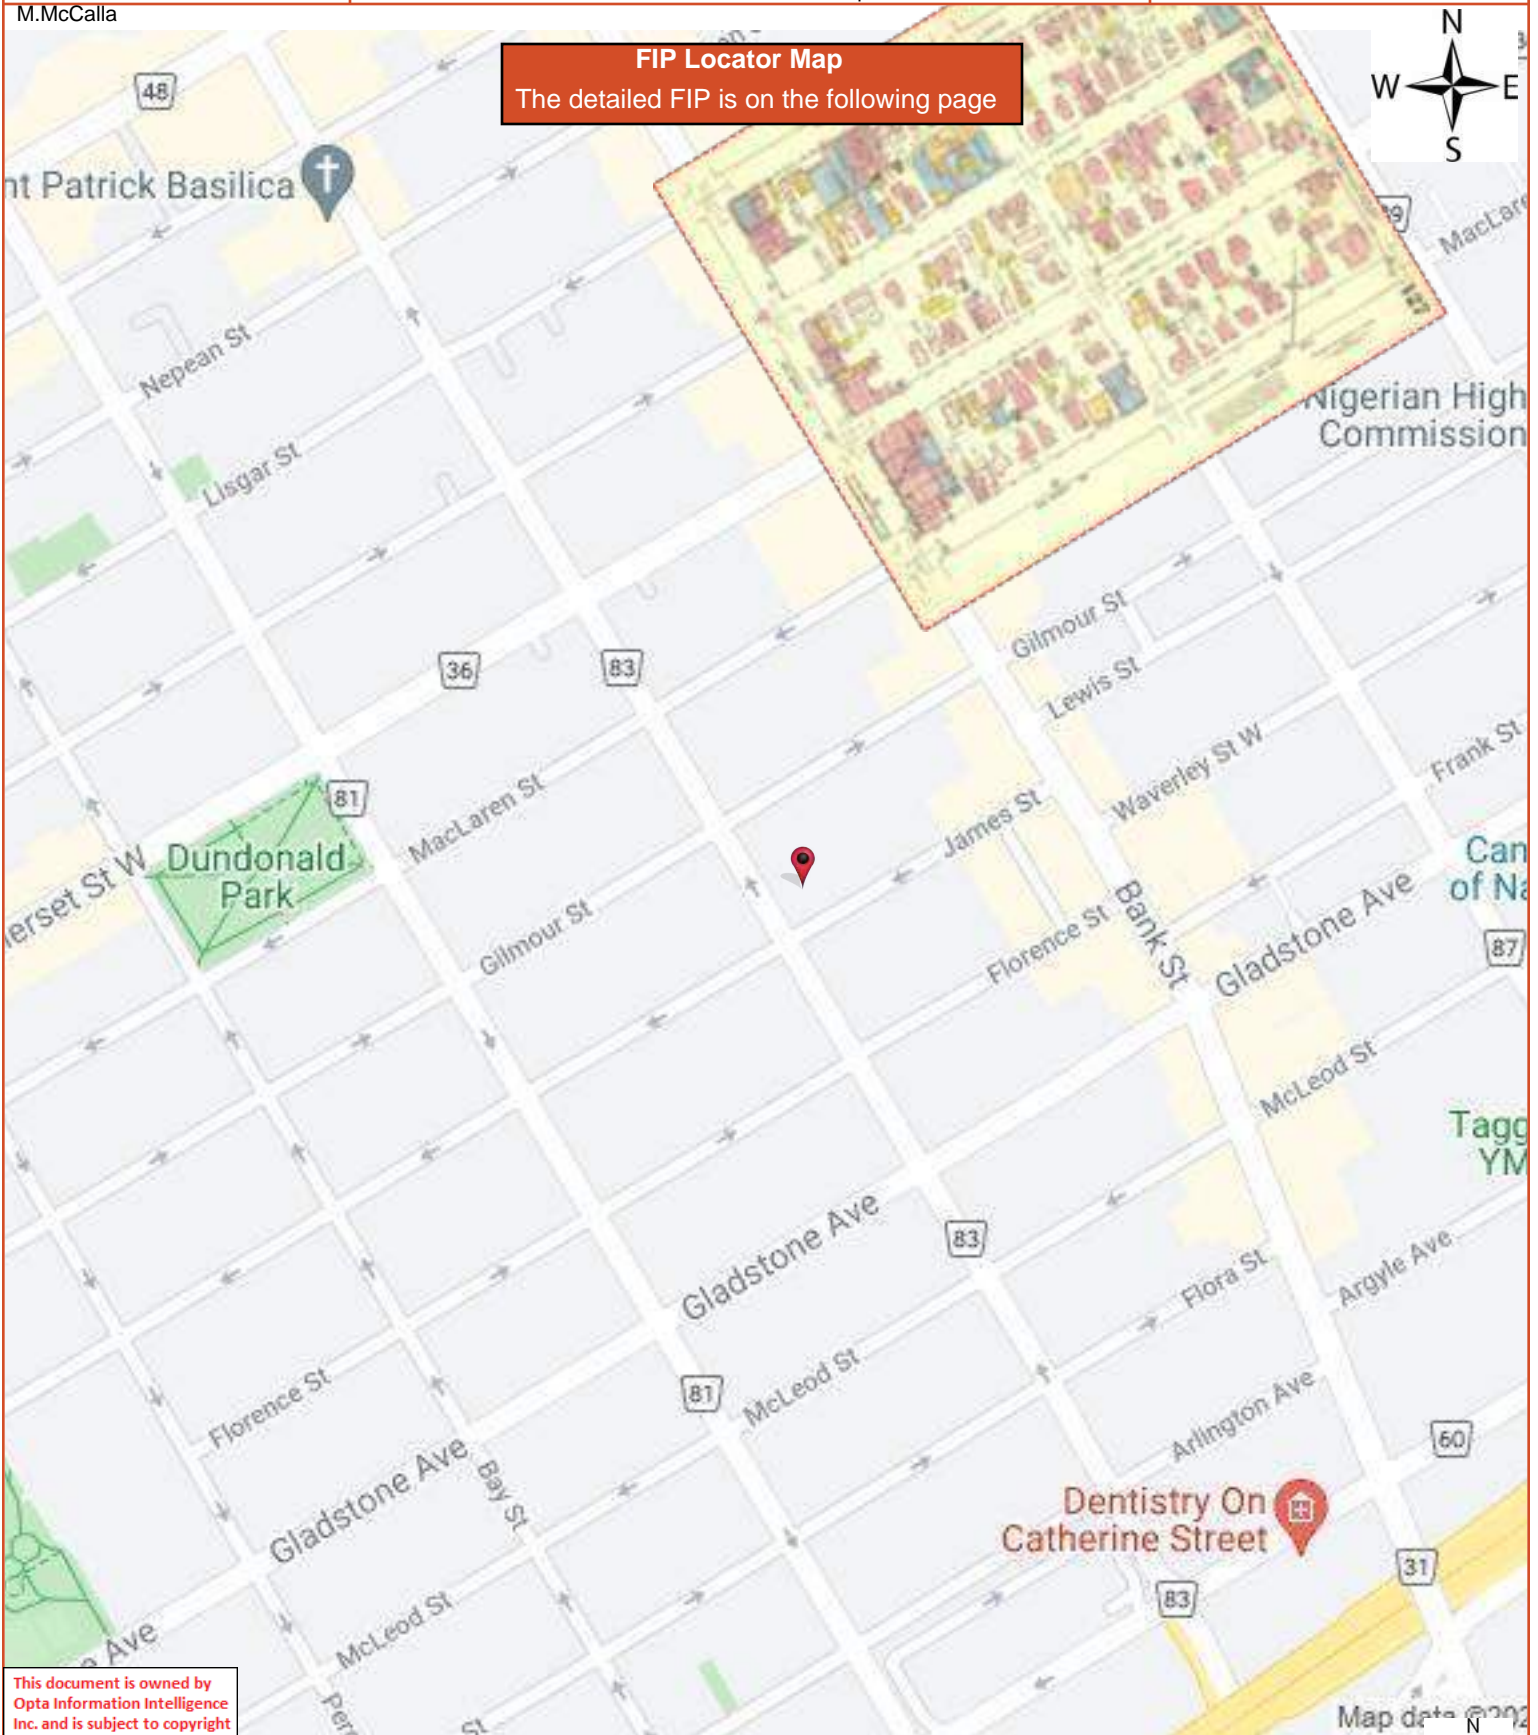 M.McCalla
FIP Locator Map
The detailed FIP is on the following page
N
W
E
S
48
nt Patrick Basilica
MacLare
Nepean St
Nigerian High
Commission
Lisgar St
Gilmour St
36
83
Lewis St
Waverley St W
Frank St
81
MacLaren St
James St
Dundonald
Park
erset St W
Can
of Na
Gilmour St
Bank St
Florence St
Gladstone Ave
87
McLeod St
Tagg
YM
Gladstone Ave
83
Flora St
Argyle Ave
81
McLeod St
Florence St
Arlington Ave
60
Gladstone Ave
Bay St
Dentistry On
Catherine Street
31
83
McLeod St
Ave
This document is owned by
Opta Information Intelligence
Inc. and is subject to copyright
St
Map data
N